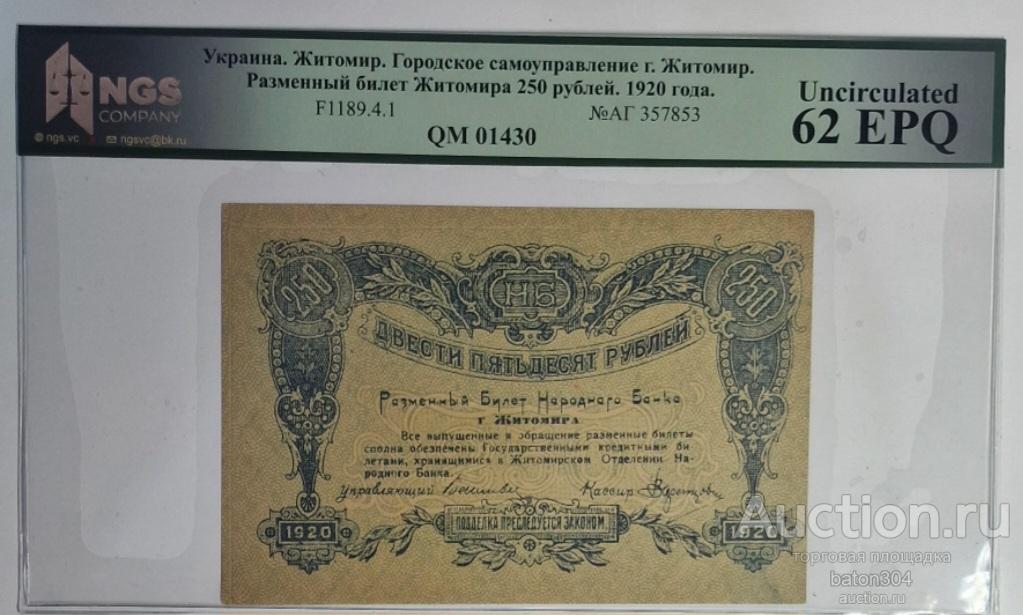 NGS
COMPANY
ngs.vc ngsvc@bk.ru
Украина. Житомир. Городское самоуправление г. Житомир.
Разменный билет Житомира 250 рублей. 1920 года.
F1189.4.1 №АГ 357853
QM 01430
Uncirculated
62 EPQ
250 НБ 250
ДВЕСТИ ПЯТЬДЕСЯТ РУБЛЕЙ
Разменный Билет Народного Банка
г Житомира
Все выпущенные в обращение разменные билеты
сполна обезпечены Государственными кредитными би-
летами, хранящимися в Житомирском Отделении На-
родного Банка.
Управляющий Кассир
1920 ПОДДЕЛКА ПРЕСЛЕДУЕТСЯ ЗАКОНОМ 1920
Auction.ru
торговая площадка
baton304
auction.ru